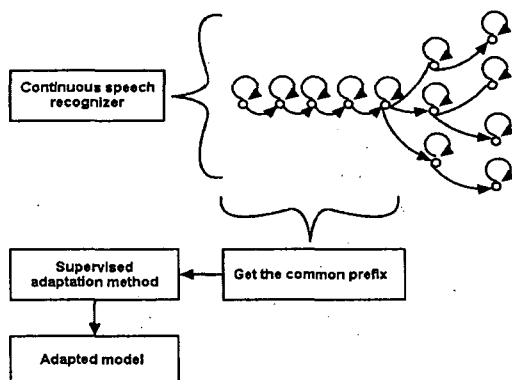 Continuous speech
recognizer
Supervised
adaptation method
Get the common prefix
Adapted model